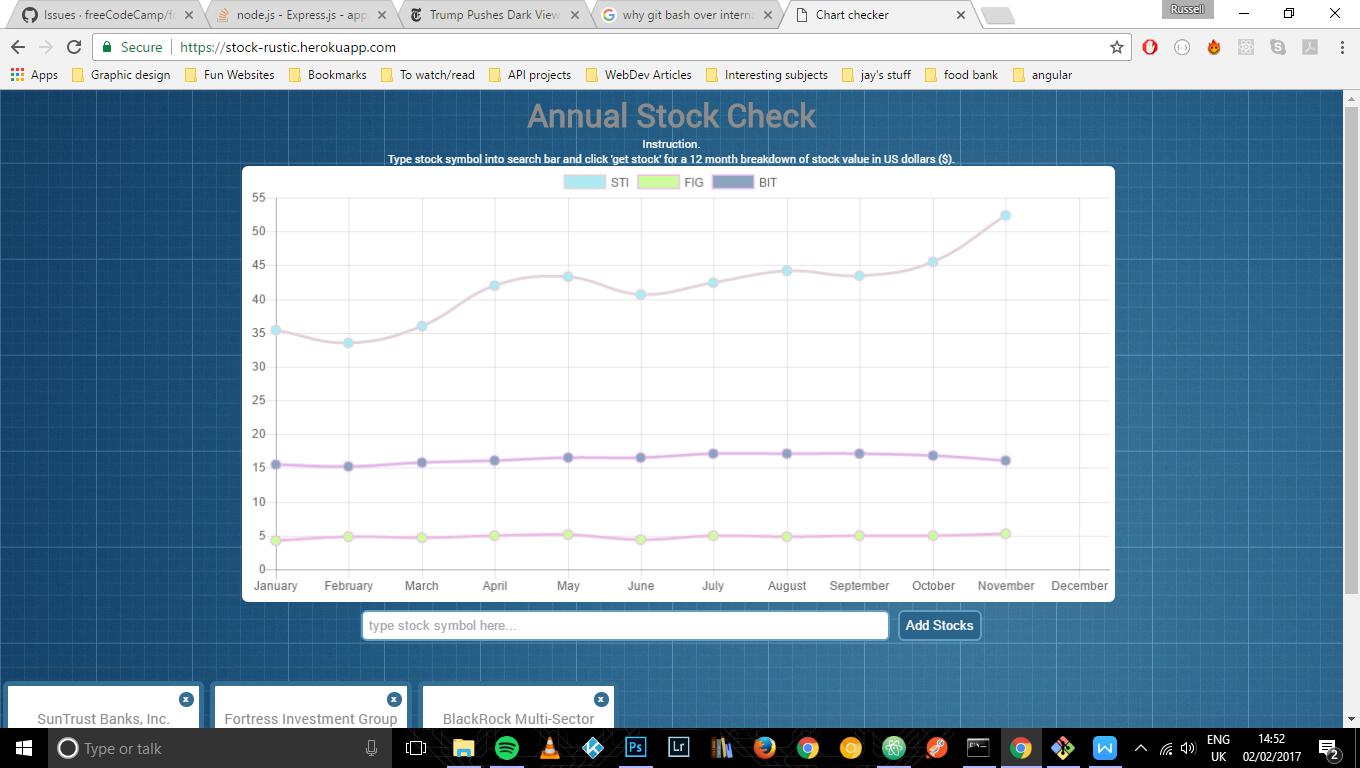 Issues · freeCodeCamp/f
node.js - Express.js - app
Trump Pushes Dark View
why git bash over intern
Chart checker
Russell
Secure
https://stock-rustic.herokuapp.com
Apps
Graphic design
Fun Websites
Bookmarks
To watch/read
API projects
WebDev Articles
Interesting subjects
jay's stuff
food bank
angular
Annual Stock Check
Instruction.
Type stock symbol into search bar and click 'get stock' for a 12 month breakdown of stock value in US dollars ($).
STI
FIG
BIT
55
50
45
40
35
30
25
20
15
10
5
0
January
February
March
April
May
June
July
August
September
October
November
December
type stock symbol here...
Add Stocks
x
x
x
SunTrust Banks, Inc.
Fortress Investment Group
BlackRock Multi-Sector
Type or talk
Ps
Lr
ENG
UK
14:52
02/02/2017
2